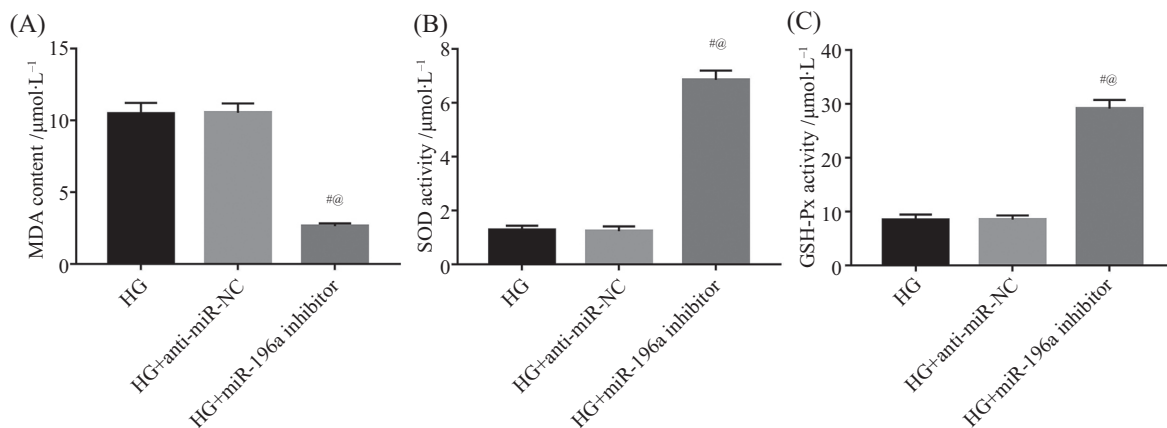 (A)
MDA content /μmol·L⁻¹
15
10
5
0
#@
HG
HG+anti-miR-NC
HG+miR-196a inhibitor
(B)
SOD activity /μmol·L⁻¹
8
6
4
2
0
#@
HG
HG+anti-miR-NC
HG+miR-196a inhibitor
(C)
GSH-Px activity /μmol·L⁻¹
40
30
20
10
0
#@
HG
HG+anti-miR-NC
HG+miR-196a inhibitor